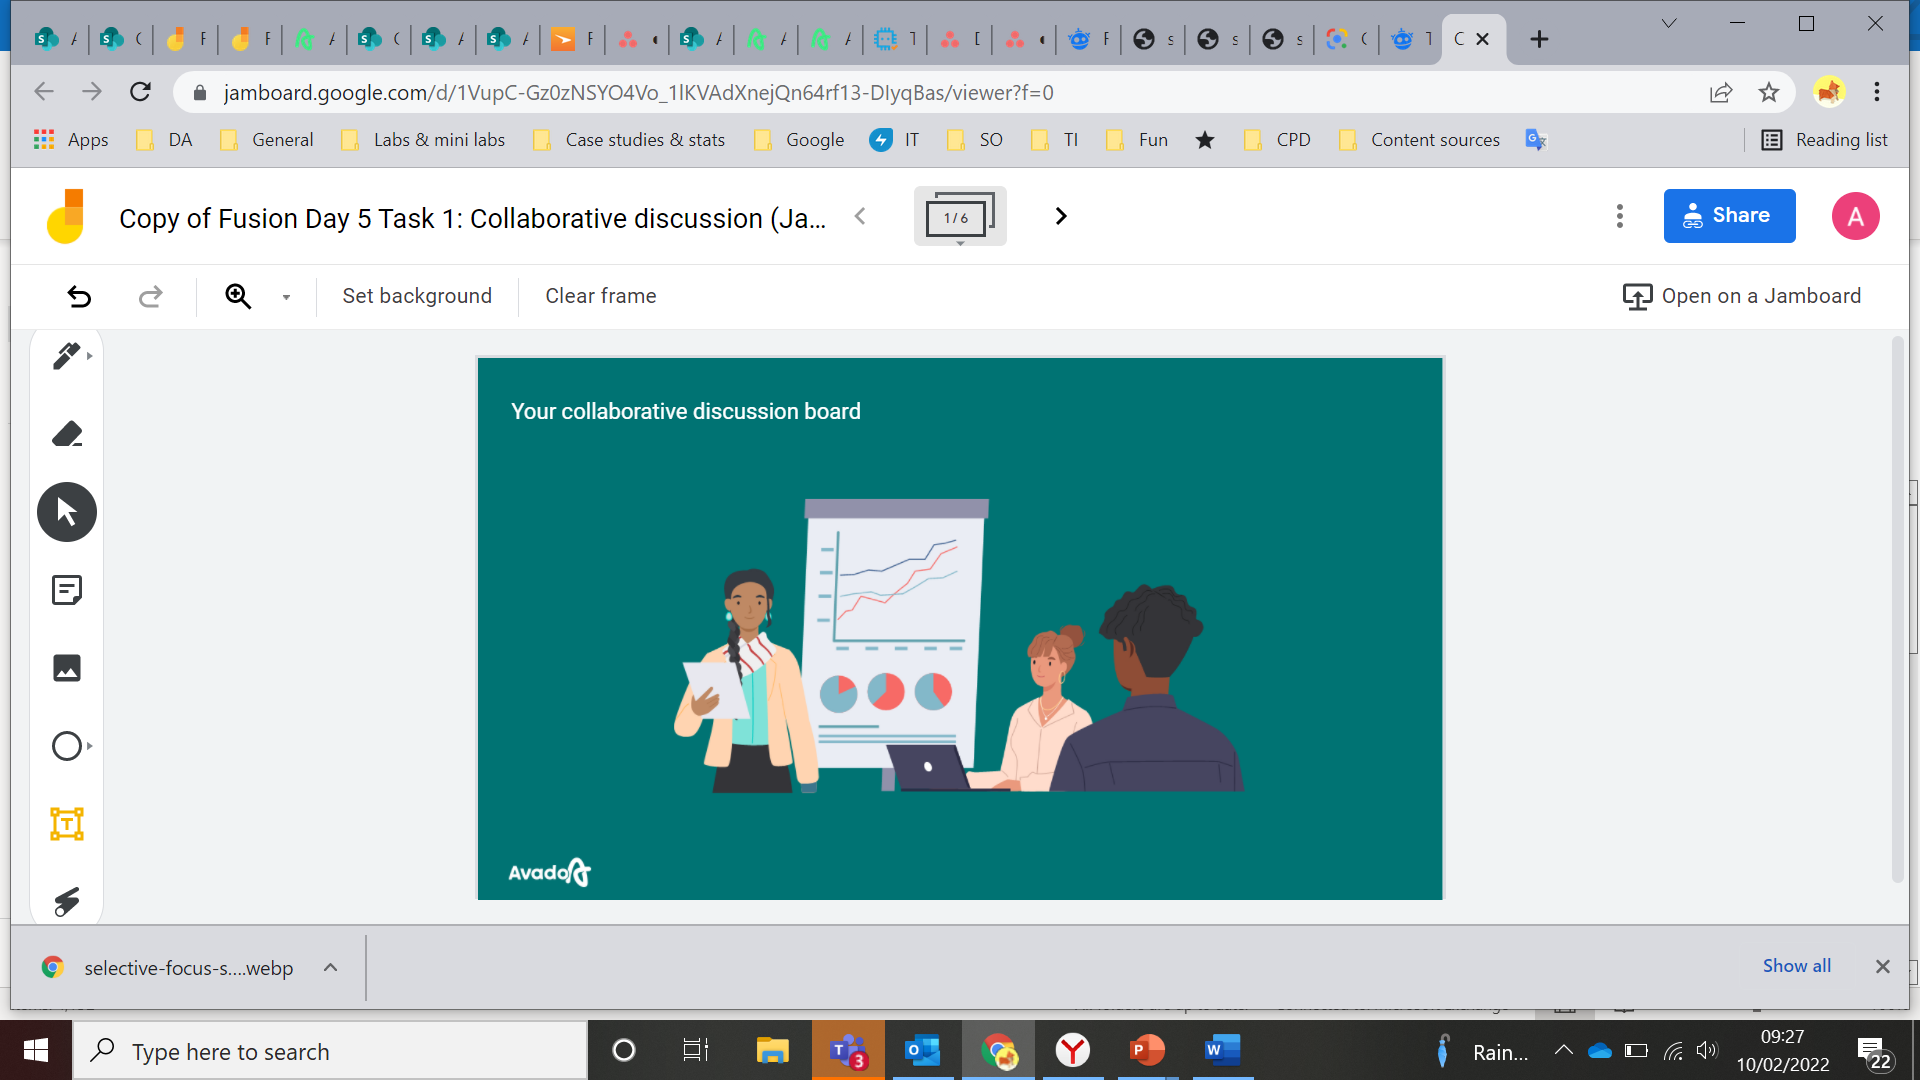 jamboard.google.com/d/1VupC-Gz0zNSYO4Vo_1lKVAdXnejQn64rf13-DIyqBas/viewer?f=0
Apps DA General Labs & mini labs Case studies & stats Google IT SO TI Fun CPD Content sources Reading list
Copy of Fusion Day 5 Task 1: Collaborative discussion (Ja... 1 / 6 Share A
Set background Clear frame Open on a Jamboard
Your collaborative discussion board
Avado
selective-focus-s....webp Show all
Type here to search
3
Rain...
09:27
10/02/2022
22